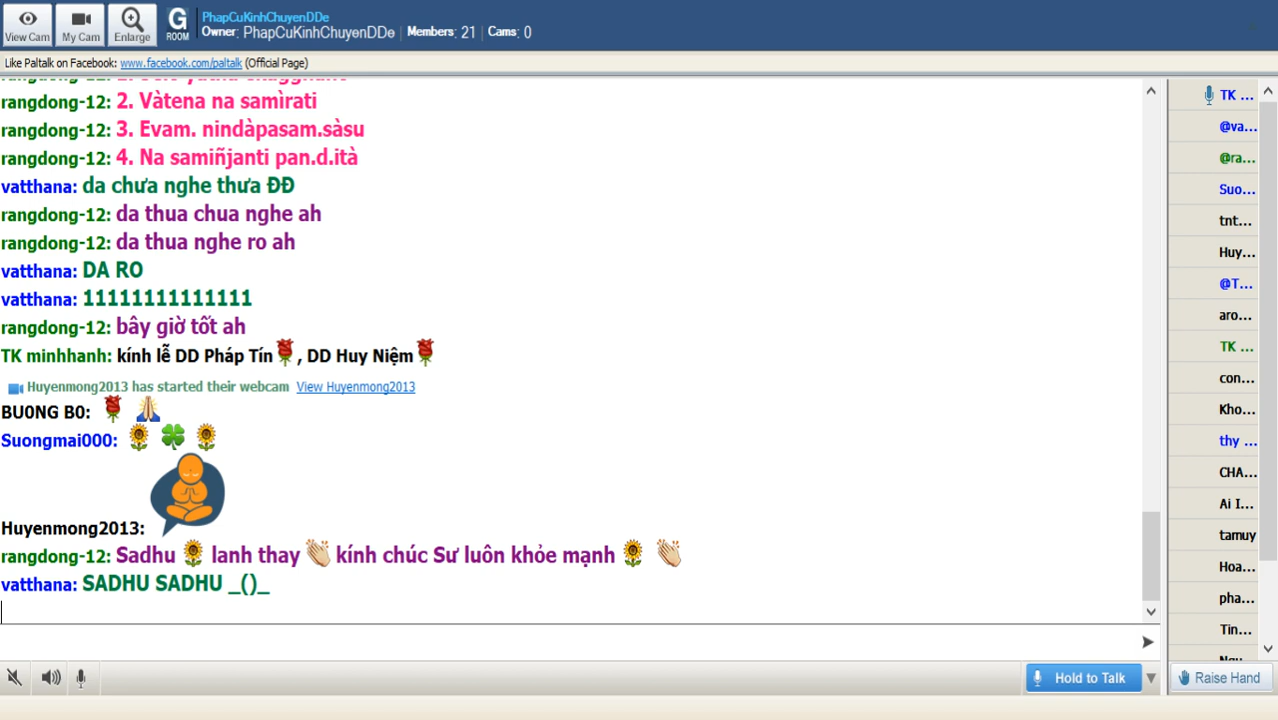 View Cam
My Cam
Enlarge
G
ROOM
PhapCuKinhChuyenDDe
Owner: PhapCuKinhChuyenDDe | Members: 21 | Cams: 0
Like Paltalk on Facebook: www.facebook.com/paltalk (Official Page)
rangdong-12: 2. Vàtena na samìrati
rangdong-12: 3. Evam. nindàpasam.sàsu
rangdong-12: 4. Na samiñjanti pan.d.ità
vatthana: da chưa nghe thưa ĐĐ
rangdong-12: da thua chua nghe ah
rangdong-12: da thua nghe ro ah
vatthana: DA RO
vatthana: 11111111111111
rangdong-12: bây giờ tốt ah
TK minhhanh: kính lễ DD Pháp Tín , DD Huy Niệm
Huyenmong2013 has started their webcam View Huyenmong2013
BU0NG B0:
Suongmai000:
Huyenmong2013:
rangdong-12: Sadhu lanh thay kính chúc Sư luôn khỏe mạnh
vatthana: SADHU SADHU _()_
TK ...
@va...
@ra...
Suo...
tnt...
Huy...
@T...
aro...
TK ...
con...
Kho...
thy ...
CHA...
Ai I...
tamuy
Hoa...
pha...
Tin...
Hold to Talk
Raise Hand